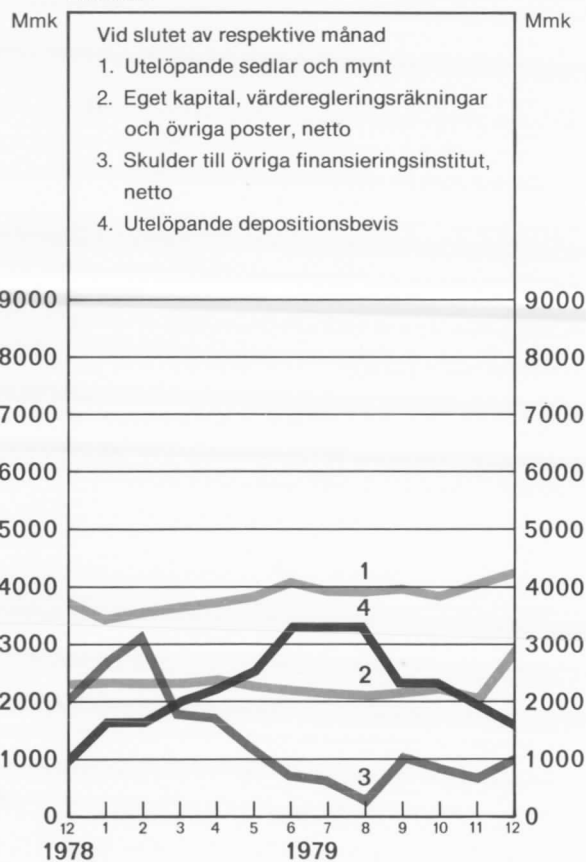 Mmk Mmk
Vid slutet av respektive månad
1. Utelöpande sedlar och mynt
2. Eget kapital, värderegleringsräkningar
och övriga poster, netto
3. Skulder till övriga finansieringsinstitut,
netto
4. Utelöpande depositionsbevis
9000 9000
8000 8000
7000 7000
6000 6000
5000 5000
1
4000 4000
4
3000 3000
2
2000 2000
1000 1000
3
0 0
12 1 2 3 4 5 6 7 8 9 10 11 12
1978 1979